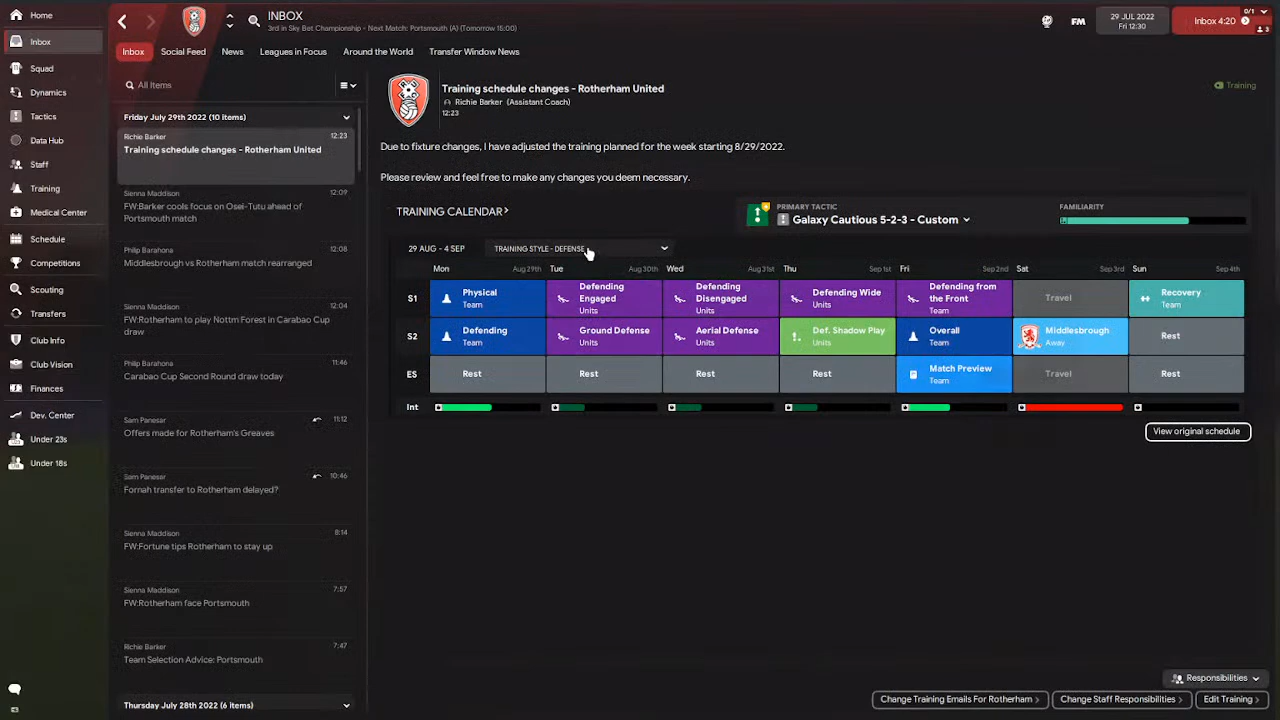 Home
Inbox
Squad
Dynamics
Tactics
Data Hub
Staff
Training
Medical Center
Schedule
Competitions
Scouting
Transfers
Club Info
Club Vision
Finances
Dev. Center
Under 23s
Under 18s
INBOX
3rd in Sky Bet Championship - Next Match: Portsmouth (A) (Tomorrow 15:00)
FM
29 JUL 2022
Fri 12:30
Inbox 4:20
0/1
3
Inbox
Social Feed
News
Leagues in Focus
Around the World
Transfer Window News
All Items
Friday July 29th 2022 (10 items)
Richie Barker 12:23
Training schedule changes - Rotherham United
Sienna Maddison 12:09
FW:Barker cools focus on Osei-Tutu ahead of
Portsmouth match
Philip Barahona 12:08
Middlesbrough vs Rotherham match rearranged
Sienna Maddison 12:04
FW:Rotherham to play Nottm Forest in Carabao Cup
draw
Philip Barahona 11:46
Carabao Cup Second Round draw today
Sam Panesar 11:12
Offers made for Rotherham's Greaves
Sam Panesar 10:46
Fornah transfer to Rotherham delayed?
Sienna Maddison 8:14
FW:Fortune tips Rotherham to stay up
Sienna Maddison 7:57
FW:Rotherham face Portsmouth
Richie Barker 7:47
Team Selection Advice: Portsmouth
Thursday July 28th 2022 (6 items)
Training schedule changes - Rotherham United
Richie Barker (Assistant Coach)
12:23
Training
Due to fixture changes, I have adjusted the training planned for the week starting 8/29/2022.
Please review and feel free to make any changes you deem necessary.
TRAINING CALENDAR>
PRIMARY TACTIC
Galaxy Cautious 5-2-3 - Custom
FAMILIARITY
29 AUG - 4 SEP
TRAINING STYLE - DEFENSE
Mon Aug 29th Tue Aug 30th Wed Aug 31st Thu Sep 1st Fri Sep 2nd Sat Sep 3rd Sun Sep 4th
S1
Physical
Team
Defending
Engaged
Units
Defending
Disengaged
Units
Defending Wide
Units
Defending from
the Front
Team
Travel
Recovery
Team
S2
Defending
Team
Ground Defense
Units
Aerial Defense
Units
Def. Shadow Play
Units
Overall
Team
Middlesbrough
Away
Rest
ES
Rest
Rest
Rest
Rest
Match Preview
Team
Travel
Rest
Int
View original schedule
Responsibilities
Change Training Emails For Rotherham >
Change Staff Responsibilities >
Edit Training >